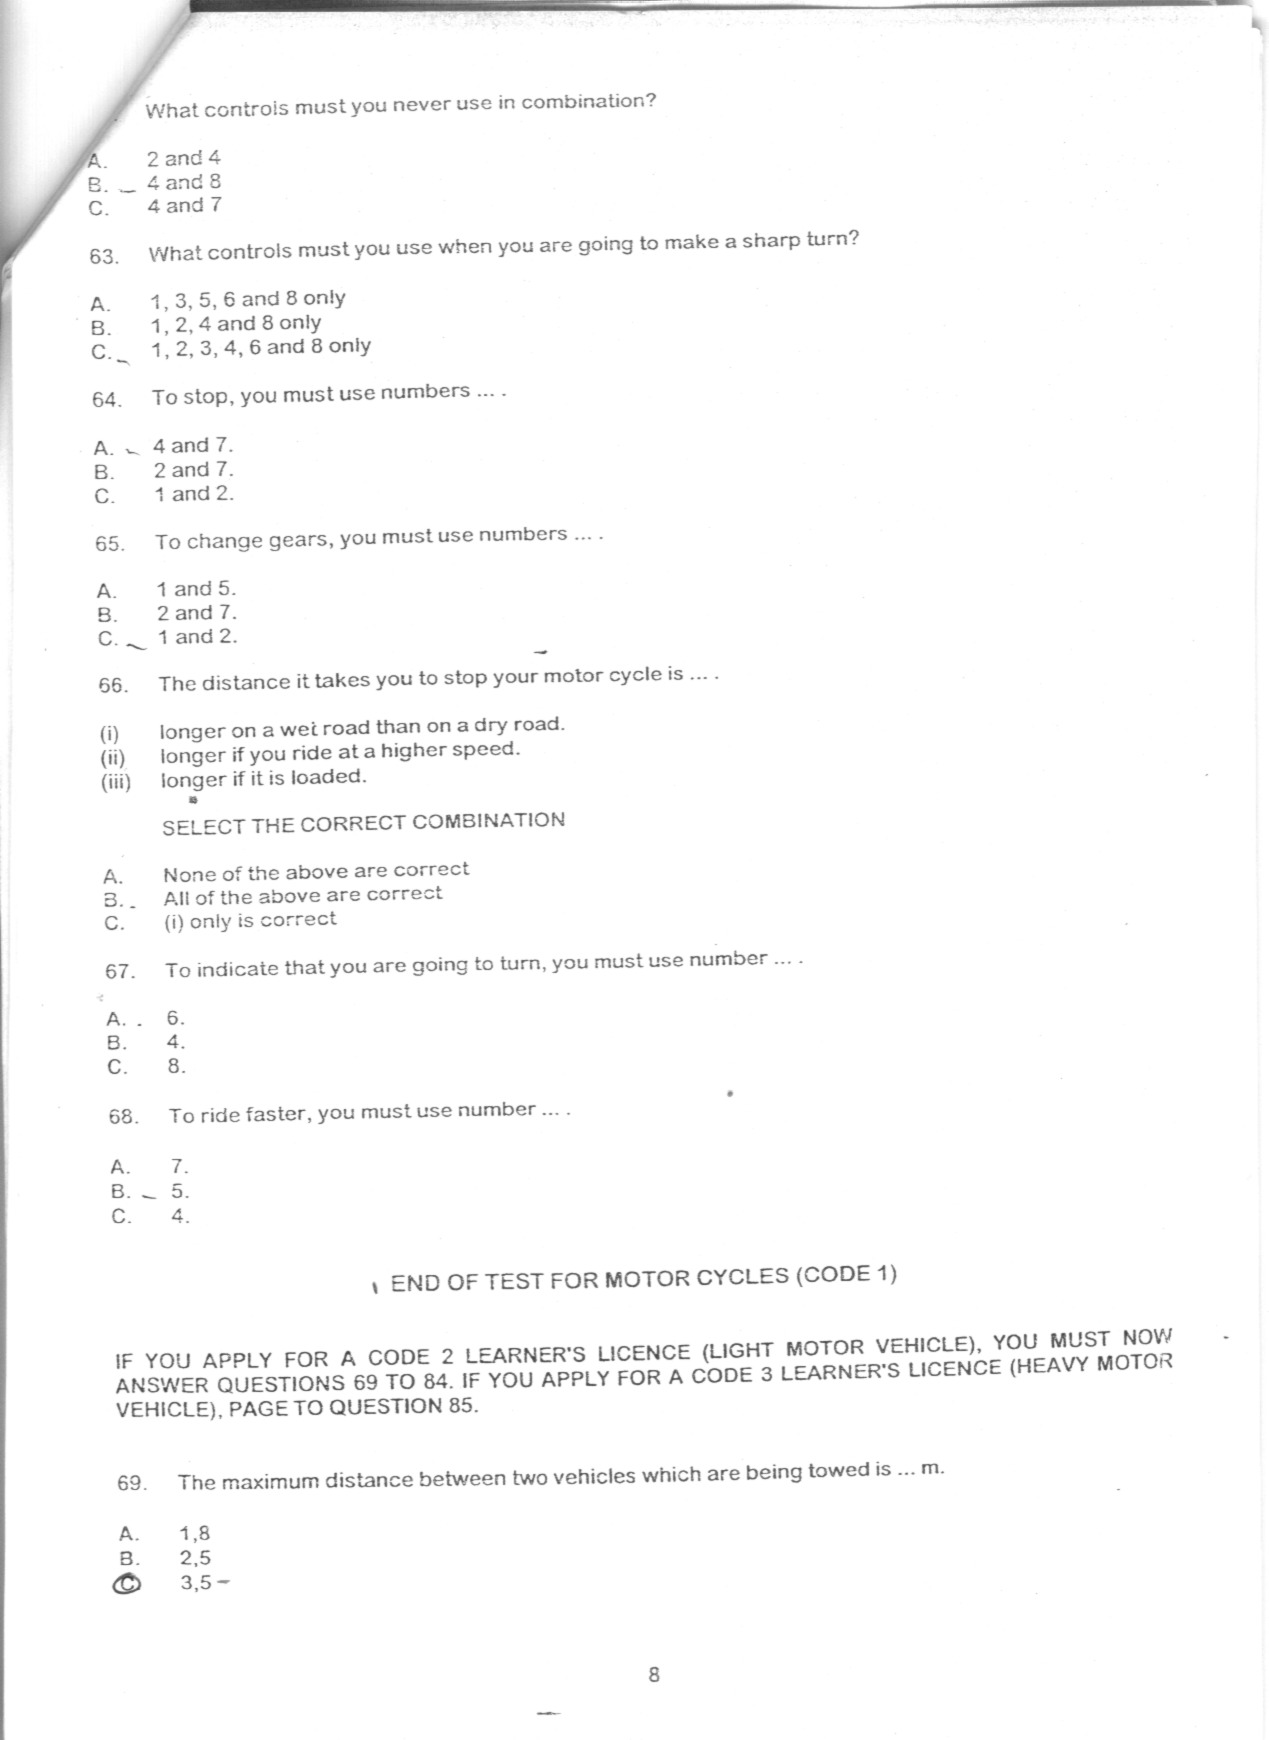 What controls must you never use in combination?
A. 2 and 4
B. 4 and 8
C. 4 and 7
63. What controls must you use when you are going to make a sharp turn?
A. 1, 3, 5, 6 and 8 only
B. 1, 2, 4 and 8 only
C. 1, 2, 3, 4, 6 and 8 only
64. To stop, you must use numbers ... .
A. 4 and 7.
B. 2 and 7.
C. 1 and 2.
65. To change gears, you must use numbers ... .
A. 1 and 5.
B. 2 and 7.
C. 1 and 2.
66. The distance it takes you to stop your motor cycle is ... .
(i) longer on a wet road than on a dry road.
(ii) longer if you ride at a higher speed.
(iii) longer if it is loaded.
SELECT THE CORRECT COMBINATION
A. None of the above are correct
B. All of the above are correct
C. (i) only is correct
67. To indicate that you are going to turn, you must use number ... .
A. 6.
B. 4.
C. 8.
68. To ride faster, you must use number ... .
A. 7.
B. 5.
C. 4.
END OF TEST FOR MOTOR CYCLES (CODE 1)
IF YOU APPLY FOR A CODE 2 LEARNER'S LICENCE (LIGHT MOTOR VEHICLE), YOU MUST NOW
ANSWER QUESTIONS 69 TO 84. IF YOU APPLY FOR A CODE 3 LEARNER'S LICENCE (HEAVY MOTOR
VEHICLE), PAGE TO QUESTION 85.
69. The maximum distance between two vehicles which are being towed is ... m.
A. 1,8
B. 2,5
C 3,5
8